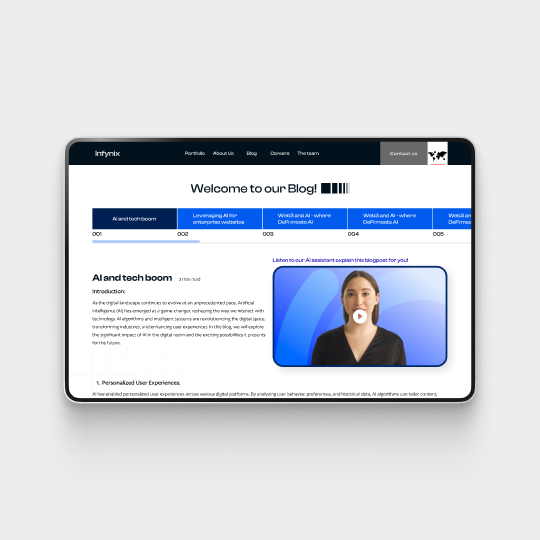 Infynix
Portfolio About Us Blog Careers The team
Contact us
Welcome to our Blog!
AI and tech boom
Leveraging AI for
enterprise websites
Web3 and AI - where
DeFi meets AI
Web3 and AI - where
DeFi meets AI
Web3 and
DeFi mee
001 002 003 004 005
Listen to our AI assistant explain this blogpost for you!
AI and tech boom 3 min read
Introduction:
As the digital landscape continues to evolve at an unprecedented pace, Artificial
Intelligence (AI) has emerged as a game-changer, reshaping the way we interact with
technology. AI algorithms and intelligent systems are revolutionizing the digital space,
transforming industries, and enhancing user experiences. In this blog, we will explore
the significant impact of AI in the digital realm and the exciting possibilities it presents
for the future.
1. Personalized User Experiences:
AI has enabled personalized user experiences across various digital platforms. By analyzing user behavior, preferences, and historical data, AI algorithms can tailor content,